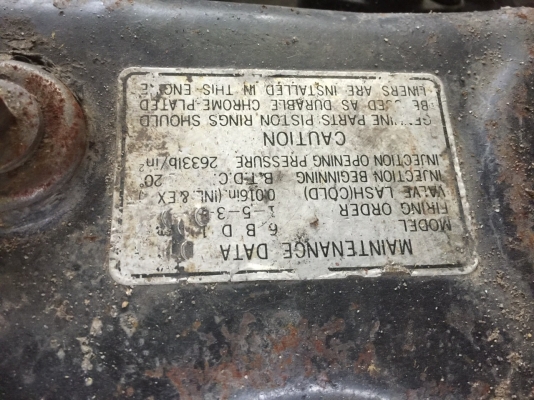 MAINTENANCE DATA
MODEL 6 B D 1
FIRING ORDER 1-5-3
VALVE LASH(COLD) 0.016in.(IN. & EX
INJECTION BEGINNING B.T.D.C. 20
INJECTION OPENING PRESSURE 2633lb/in²
CAUTION
PARTS PISTON RINGS SHOULD
BE USED AS DURABLE CHROME PLATED
LINERS ARE INSTALLED IN THIS ENGINE